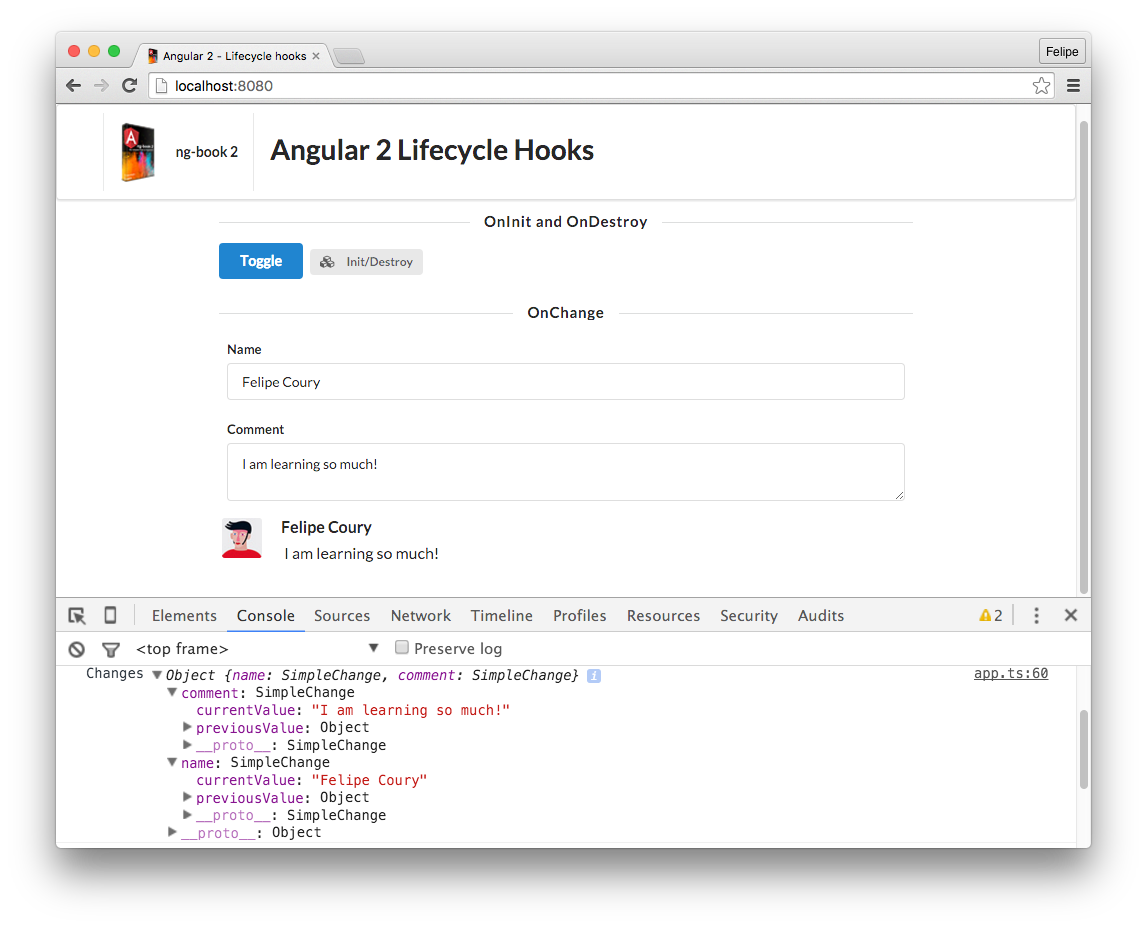 Angular 2 - Lifecycle hooks
Felipe
localhost:8080
ng-book 2
Angular 2 Lifecycle Hooks
OnInit and OnDestroy
Toggle
Init/Destroy
OnChange
Name
Felipe Coury
Comment
I am learning so much!
Felipe Coury
I am learning so much!
Elements Console Sources Network Timeline Profiles Resources Security Audits 2
<top frame> Preserve log
Changes Object {name: SimpleChange, comment: SimpleChange} i app.ts:60
comment: SimpleChange
currentValue: "I am learning so much!"
previousValue: Object
__proto__: SimpleChange
name: SimpleChange
currentValue: "Felipe Coury"
previousValue: Object
__proto__: SimpleChange
__proto__: Object